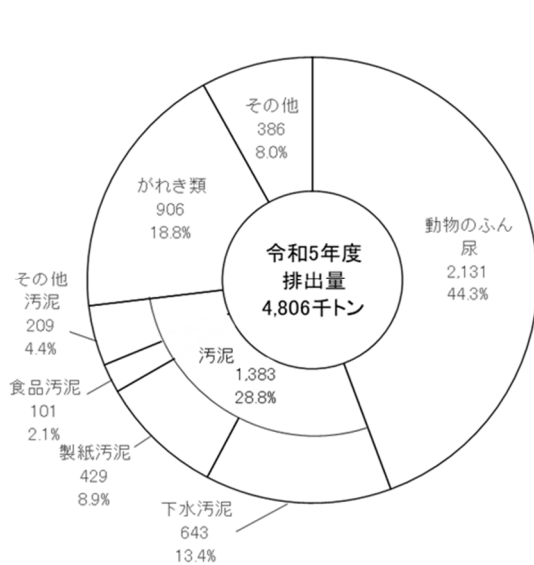 その他
386
8.0%
がれき類
906
18.8%
動物のふん
尿
2,131
44.3%
令和5年度
排出量
4,806千トン
汚泥
1,383
28.8%
その他
汚泥
209
4.4%
食品汚泥
101
2.1%
製紙汚泥
429
8.9%
下水汚泥
643
13.4%